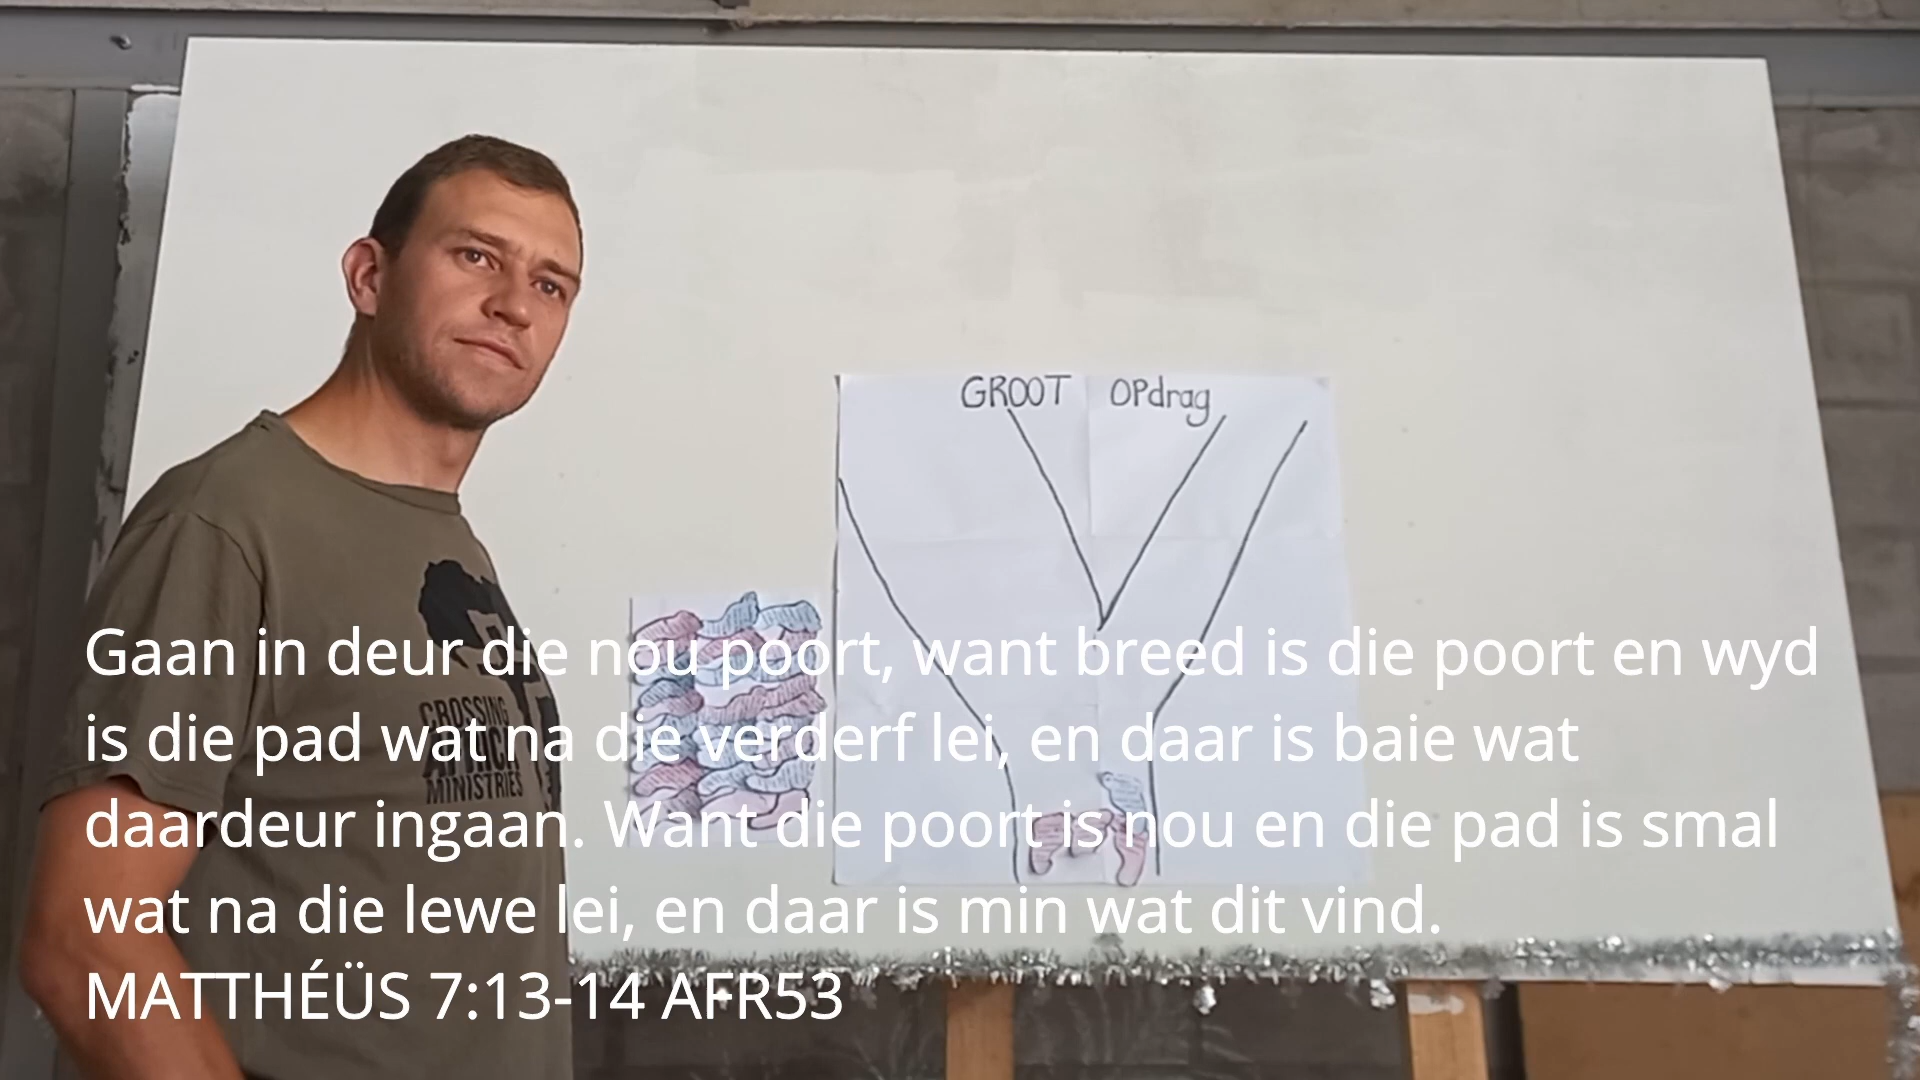 GROOT OPdrag
Gaan in deur die nou poort, want breed is die poort en wyd
is die pad wat na die verderf lei, en daar is baie wat
daardeur ingaan. Want die poort is nou en die pad is smal
wat na die lewe lei, en daar is min wat dit vind.
MATTHÉÜS 7:13-14 AFR53
CROSSING
AFRICA
MINISTRIES